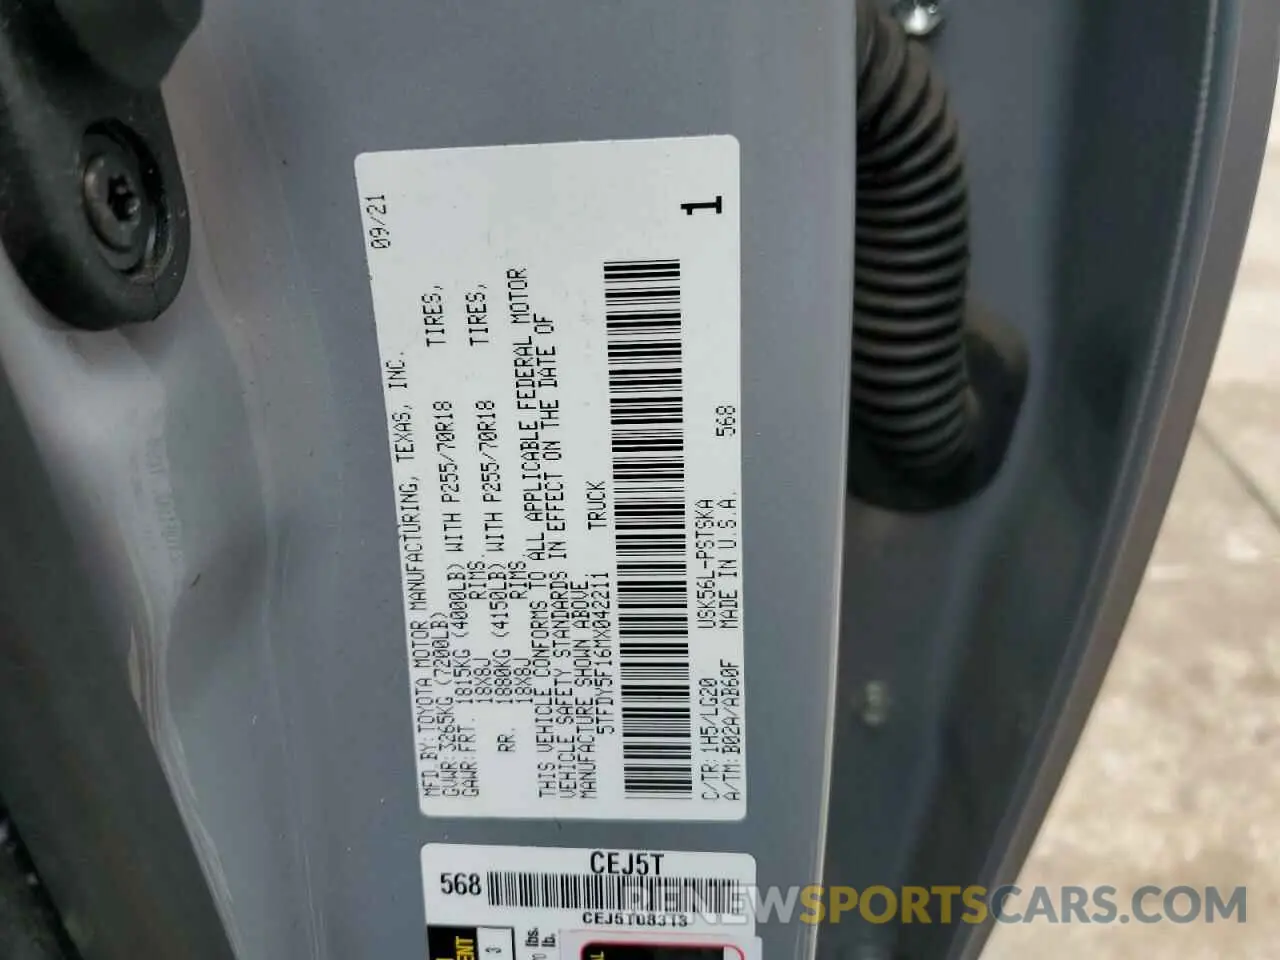 09/21
MFD.BY:TOYOTA MOTOR MANUFACTURING, TEXAS, INC.
GVWR:3265KG (7200LB)
GAWR:FRT. 1815KG (4000LB) WITH P255/70R18 TIRES,
18X8J RIMS.
RR. 1880KG (4150LB) WITH P255/70R18 TIRES,
18X8J RIMS.
THIS VEHICLE CONFORMS TO ALL APPLICABLE FEDERAL MOTOR
VEHICLE SAFETY STANDARDS IN EFFECT ON THE DATE OF
MANUFACTURE SHOWN ABOVE.
5TFDY5F16MX042211 TRUCK
1
C/TR:1H5/LG20 USK56L-PSTSKA 568
A/TM:B02A/AB60F MADE IN U.S.A.
CEJ5T
568
CEJ5T08313
3
lbs.
lb.
RENEWSPORTSCARS.COM